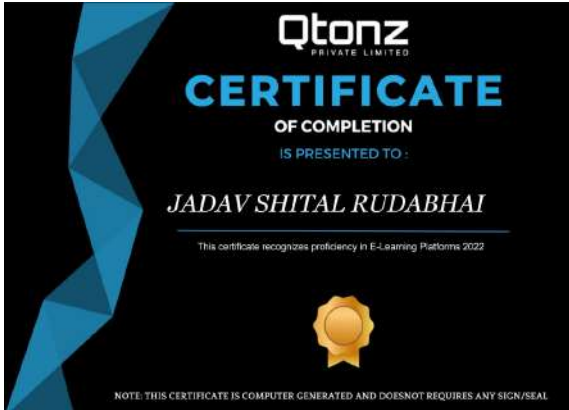 Qtonz
PRIVATE LIMITED
CERTIFICATE
OF COMPLETION
IS PRESENTED TO :
JADAV SHITAL RUDABHAI
This certificate recognizes proficiency in E-Learning Platforms 2022
NOTE: THIS CERTIFICATE IS COMPUTER GENERATED AND DOESNOT REQUIRES ANY SIGN/SEAL